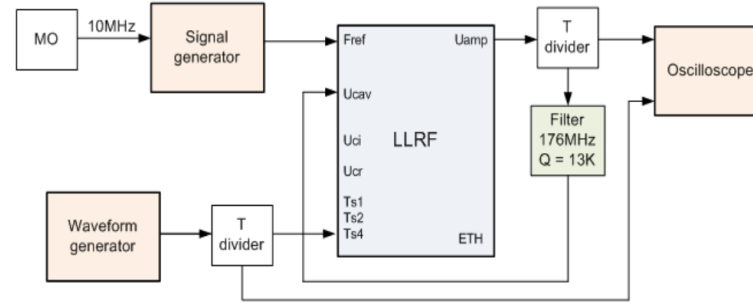 MO
10MHz
Signal
generator
Fref
Uamp
T
divider
Oscilloscope
Ucav
Filter
176MHz
Q = 13K
Uci
LLRF
Ucr
Ts1
Ts2
Ts4
ETH
Waveform
generator
T
divider